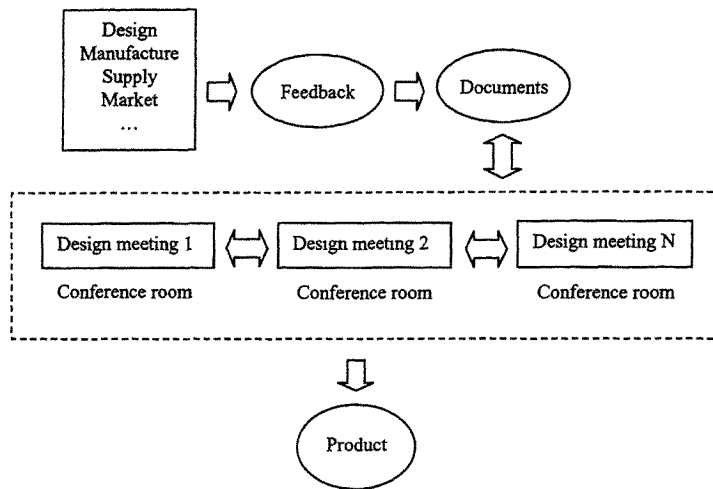 Design
Manufacture
Supply
Market
...
Feedback
Documents
Design meeting 1
Design meeting 2
Design meeting N
Conference room
Conference room
Conference room
Product